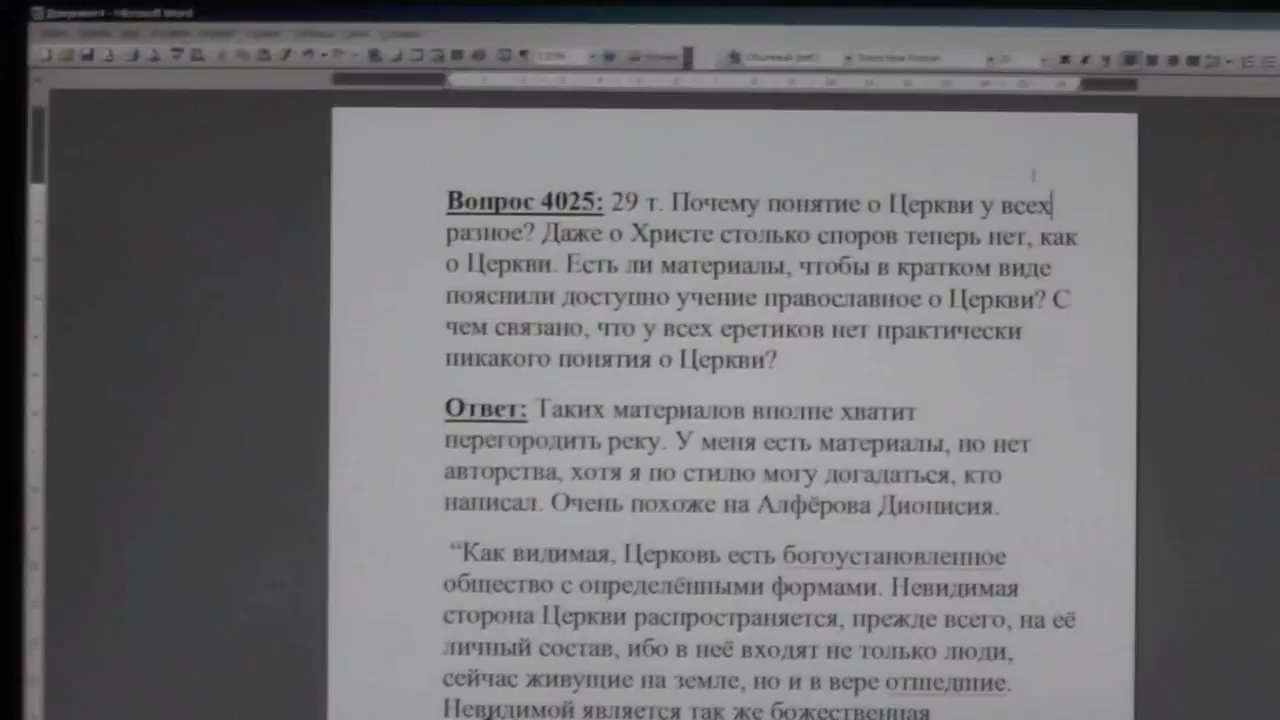 Документ4 - Microsoft Word
Вопрос 4025: 29 т. Почему понятие о Церкви у всех
разное? Даже о Христе столько споров теперь нет, как
о Церкви. Есть ли материалы, чтобы в кратком виде
пояснили доступно учение православное о Церкви? С
чем связано, что у всех еретиков нет практически
никакого понятия о Церкви?
Ответ: Таких материалов вполне хватит
перегородить реку. У меня есть материалы, но нет
авторства, хотя я по стилю могу догадаться, кто
написал. Очень похоже на Алфёрова Дионисия.
“Как видимая, Церковь есть богоустановленное
общество с определёнными формами. Невидимая
сторона Церкви распространяется, прежде всего, на её
личный состав, ибо в неё входят не только люди,
сейчас живущие на земле, но и в вере отшедшие.
Невидимой является так же божественная